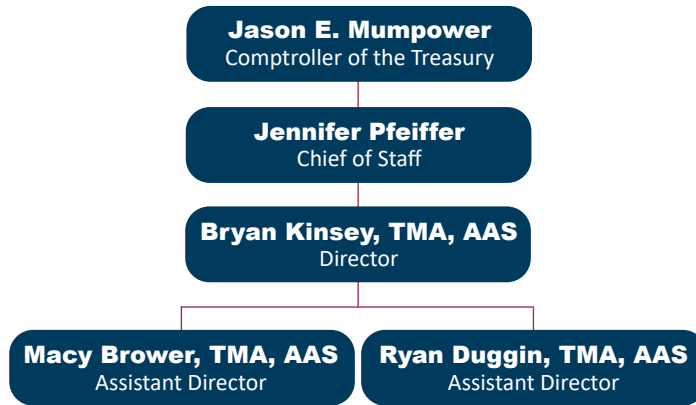 Jason E. Mumpower
Comptroller of the Treasury
Jennifer Pfeiffer
Chief of Staff
Bryan Kinsey, TMA, AAS
Director
Macy Brower, TMA, AAS
Assistant Director
Ryan Duggin, TMA, AAS
Assistant Director